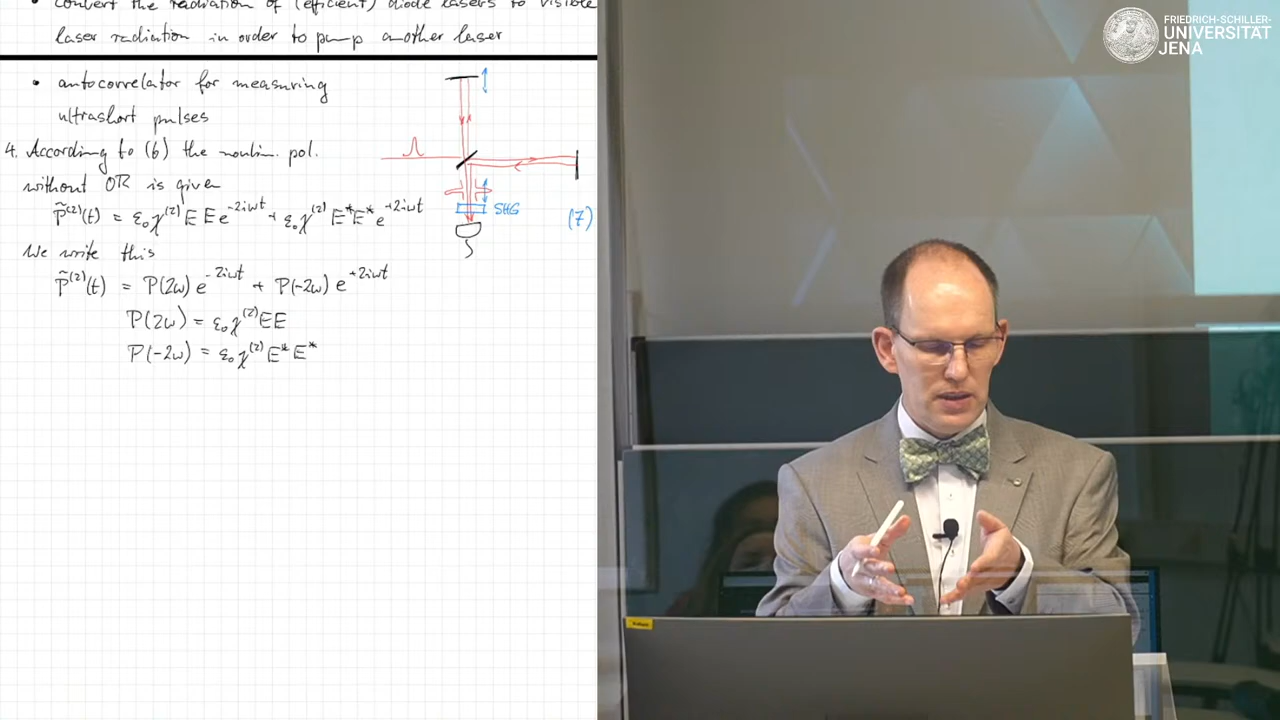 • convert the radiation of (efficient) diode lasers to visible
laser radiation in order to pump another laser
• autocorrelator for measuring
ultrashort pulses
4. According to (6) the nonlin. pol.
without OR is given
P̃⁽²⁾(t) = ε₀χ⁽²⁾ E E e^{-2iωt} + ε₀χ⁽²⁾ E*E* e^{+2iωt} (7)
SHG
We write this
P̃⁽²⁾(t) = P(2ω) e^{-2iωt} + P(-2ω) e^{+2iωt}
P(2ω) = ε₀χ⁽²⁾EE
P(-2ω) = ε₀χ⁽²⁾ E* E*
FRIEDRICH-SCHILLER-
UNIVERSITÄT
JENA